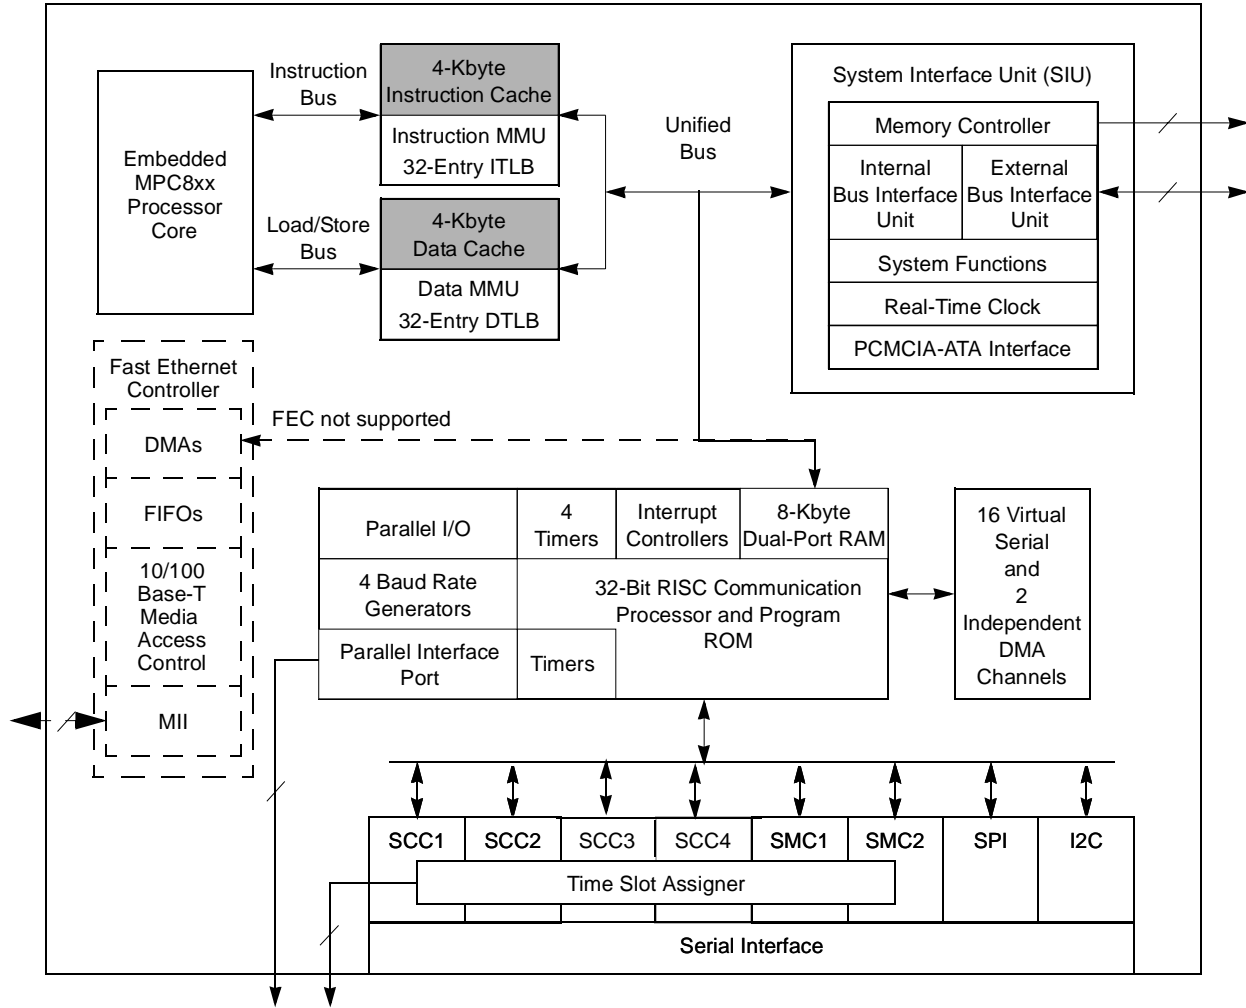 4-Kbyte
Instruction Cache
Instruction MMU
32-Entry ITLB
Instruction
Bus
Embedded
MPC8xx
Processor
Core
Load/Store
Bus
4-Kbyte
Data Cache
Data MMU
32-Entry DTLB
Unified
Bus
System Interface Unit (SIU)
Memory Controller
Internal
Bus Interface
Unit
External
Bus Interface
Unit
System Functions
Real-Time Clock
PCMCIA-ATA Interface
Fast Ethernet
Controller
DMAs
FIFOs
10/100
Base-T
Media
Access
Control
MII
FEC not supported
Parallel I/O
4
Timers
Interrupt
Controllers
8-Kbyte
Dual-Port RAM
4 Baud Rate
Generators
32-Bit RISC Communication
Processor and Program
ROM
Parallel Interface
Port
Timers
16 Virtual
Serial
and
2
Independent
DMA
Channels
SCC1
SCC2
SCC3
SCC4
SMC1
SMC2
SPI
I2C
Time Slot Assigner
Serial Interface